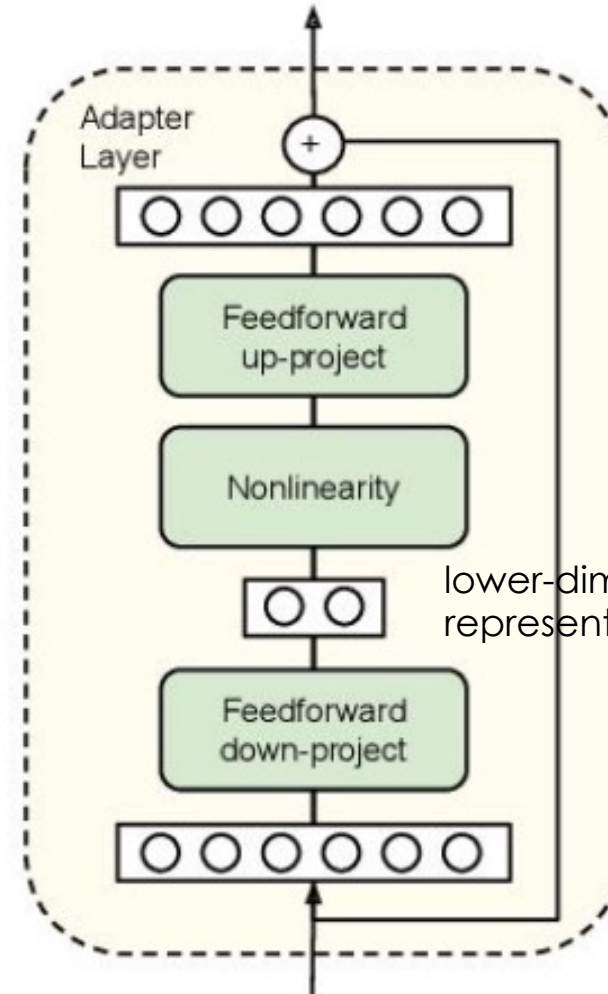 Adapter
Layer
+
Feedforward
up-project
Nonlinearity
lower-dim
represent
Feedforward
down-project